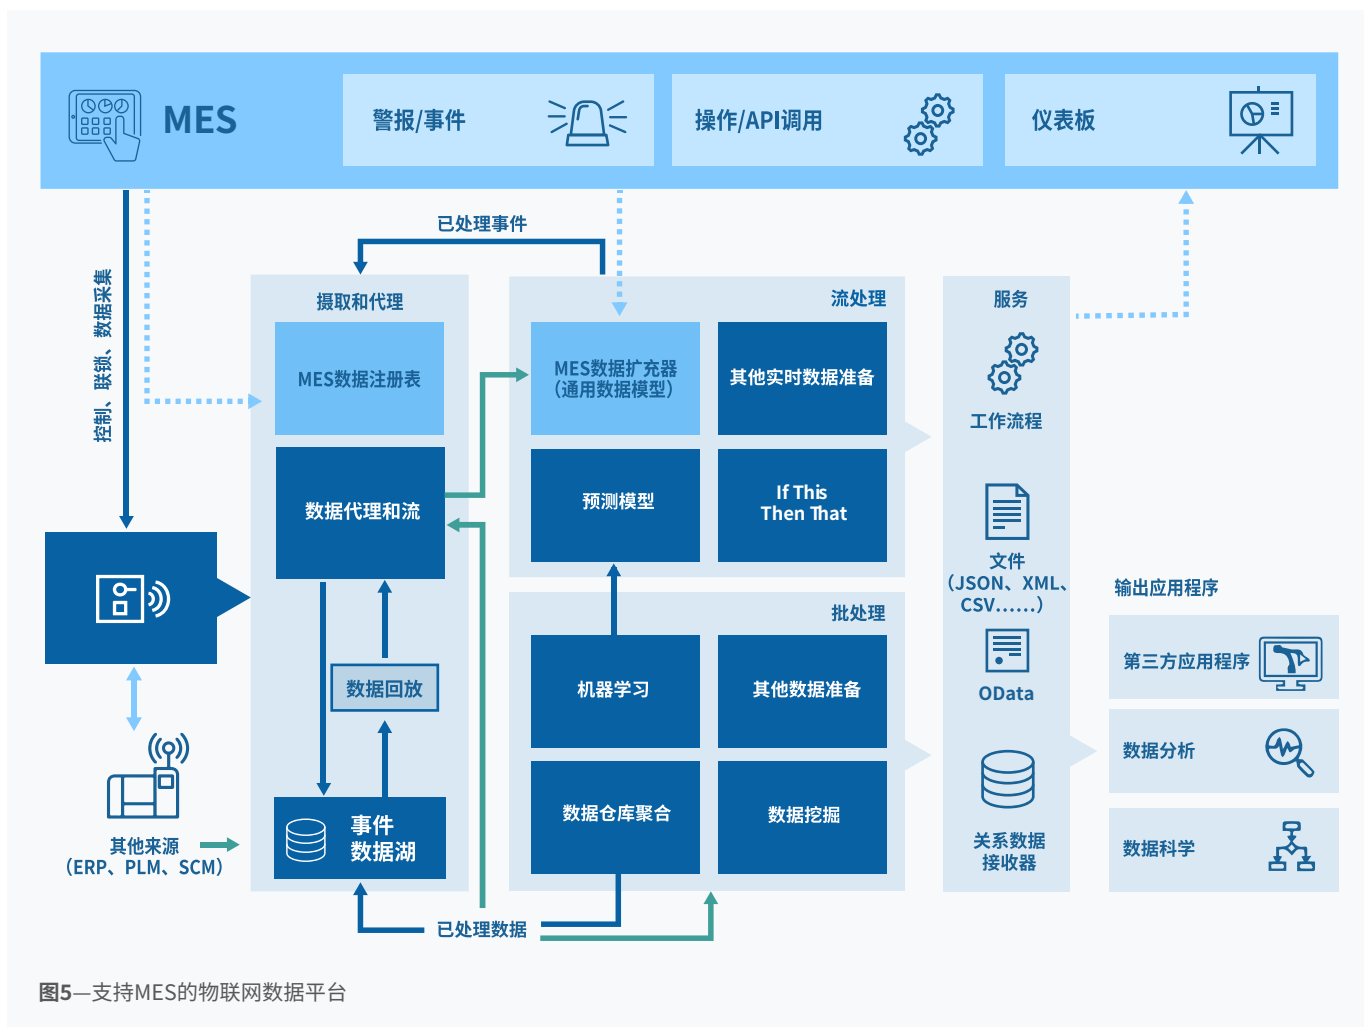 MES
警报/事件
操作/API调用
仪表板
已处理事件
控制、联锁、数据采集
摄取和代理
MES数据注册表
数据代理和流
数据回放
事件
数据湖
流处理
MES数据扩充器
（通用数据模型）
其他实时数据准备
预测模型
If This
Then That
批处理
机器学习
其他数据准备
数据仓库聚合
数据挖掘
服务
工作流程
文件
（JSON、XML、
CSV……）
OData
关系数据
接收器
输出应用程序
第三方应用程序
数据分析
数据科学
其他来源
（ERP、PLM、SCM）
已处理数据
图5—支持MES的物联网数据平台